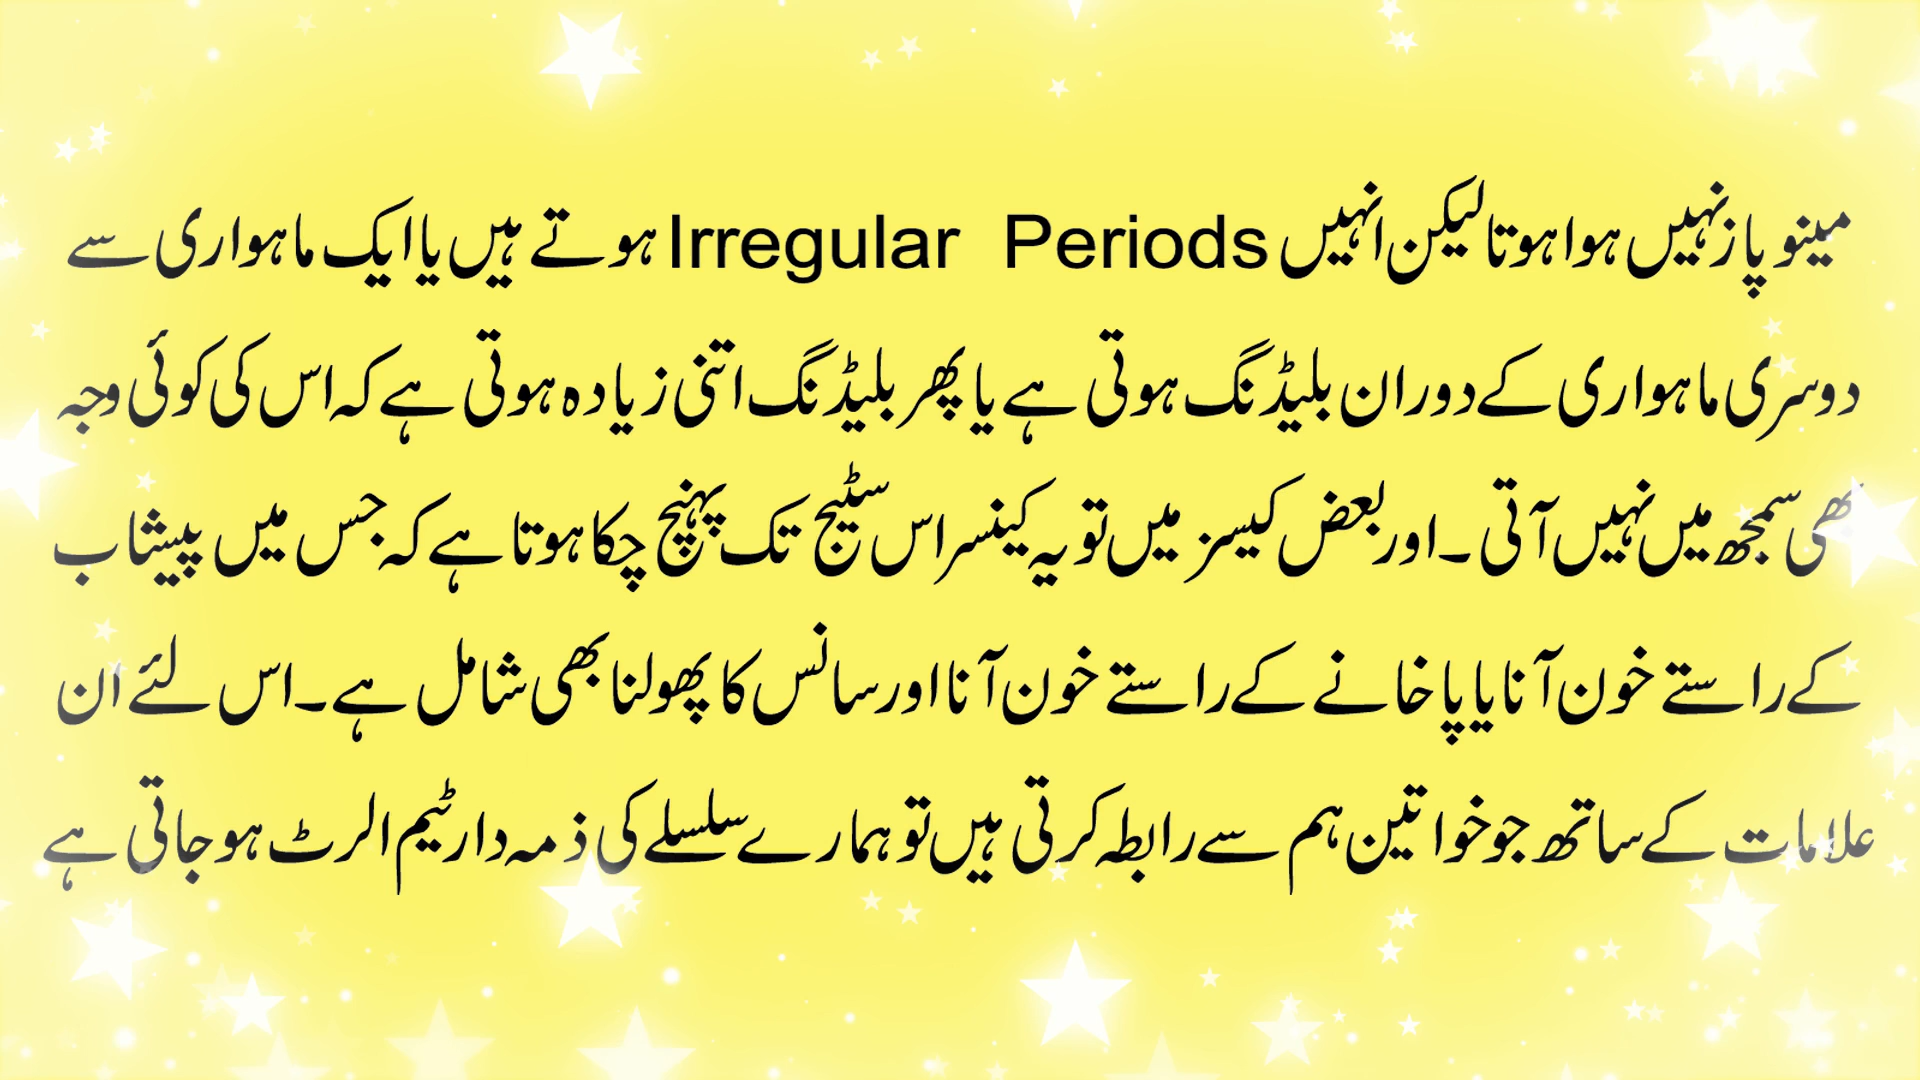 مینو پاز نہیں ہوا ہوتا لیکن انہیں Irregular Periods ہوتے ہیں یا ایک ماہواری سے
دوسری ماہواری کے دوران بلیڈنگ ہوتی ہے یا پھر بلیڈنگ اتنی زیادہ ہوتی ہے کہ اس کی کوئی وجہ
بھی سمجھ میں نہیں آتی۔ اور بعض کیسز میں تو یہ کینسر اس سٹیج تک پہنچ چکا ہوتا ہے کہ جس میں پیشاب
کے راستے خون آنا یا پاخانے کے راستے خون آنا اور سانس کا پھولنا بھی شامل ہے۔ اس لئے ان
علامات کے ساتھ جو خواتین ہم سے رابطہ کرتی ہیں تو ہمارے سلسلے کی ذمہ دار ٹیم الرٹ ہو جاتی ہے